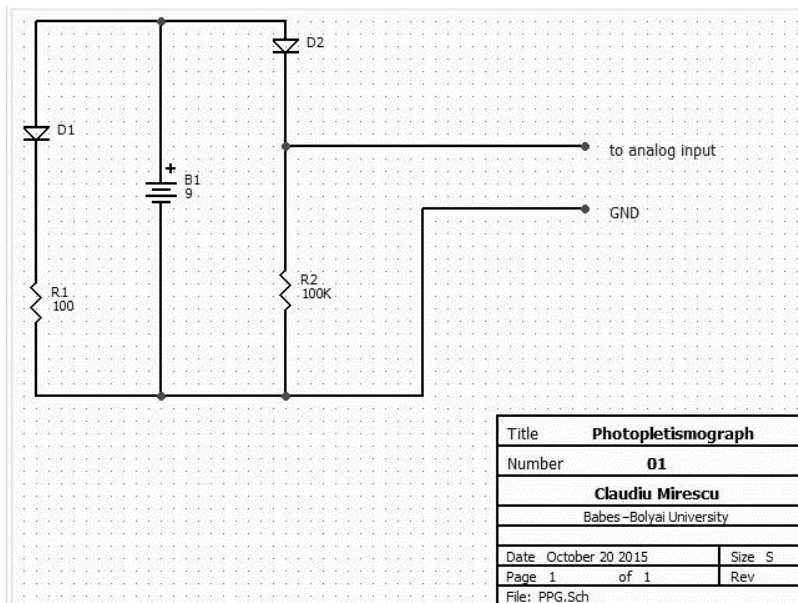 D2
D1
to analog input
+
B1
9
GND
R1
100
R2
100K
Title Photopletismograph
Number 01
Claudiu Mirescu
Babes-Bolyai University
Date October 20 2015 Size S
Page 1 of 1 Rev
File: PPG.Sch